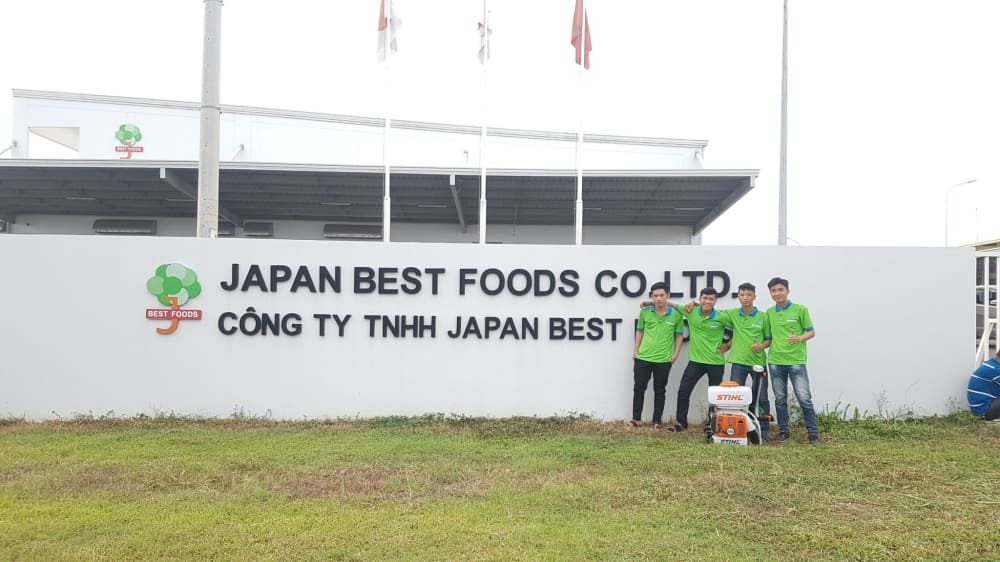 BEST FOODS
JAPAN BEST FOODS CO.,LTD.
CÔNG TY TNHH JAPAN BEST
BEST FOODS
STIHL